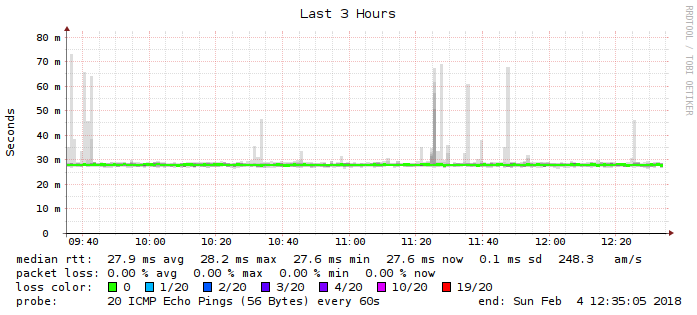 Last 3 Hours
RRDTOOL / TOBI OETIKER
Seconds
80 m
70 m
60 m
50 m
40 m
30 m
20 m
10 m
0
09:40 10:00 10:20 10:40 11:00 11:20 11:40 12:00 12:20
median rtt: 27.9 ms avg 28.2 ms max 27.6 ms min 27.6 ms now 0.1 ms sd 248.3 am/s
packet loss: 0.00 % avg 0.00 % max 0.00 % min 0.00 % now
loss color: 0 1/20 2/20 3/20 4/20 10/20 19/20
probe: 20 ICMP Echo Pings (56 Bytes) every 60s end: Sun Feb 4 12:35:05 2018